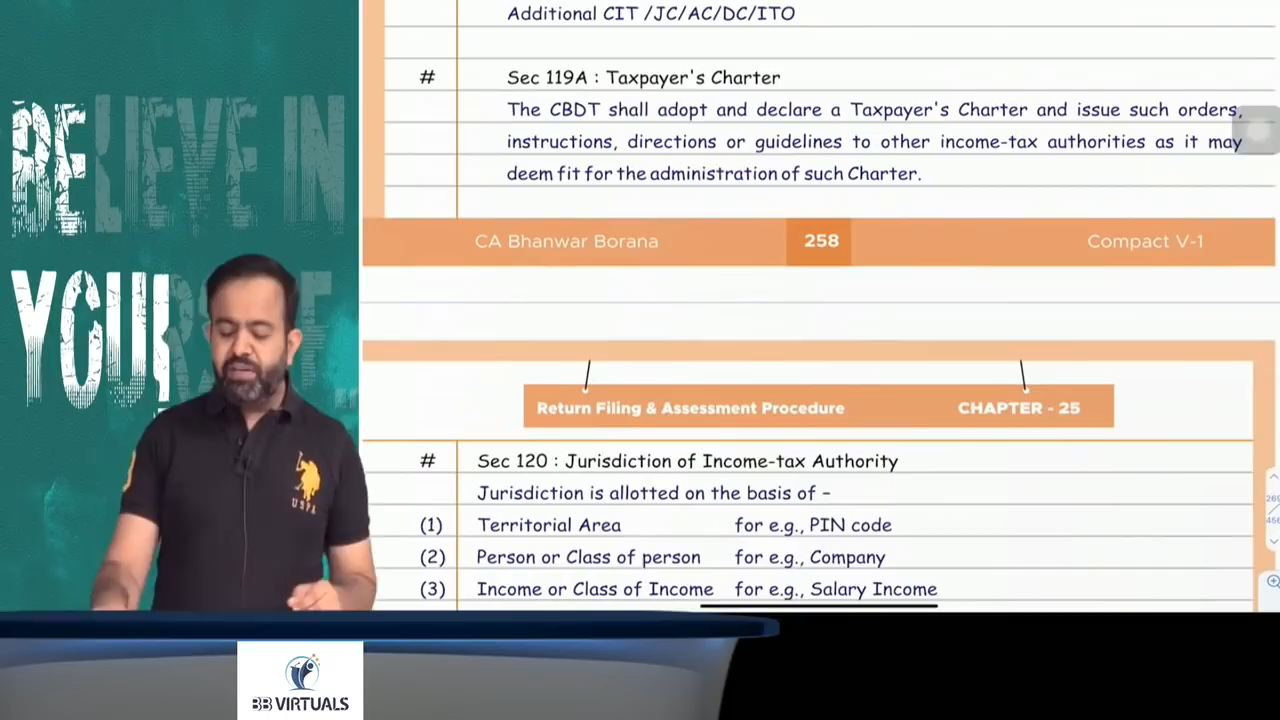 BELIEVE IN
YOURSELF...
USPA
BB VIRTUALS
Additional CIT /JC/AC/DC/ITO
# Sec 119A : Taxpayer's Charter
The CBDT shall adopt and declare a Taxpayer's Charter and issue such orders,
instructions, directions or guidelines to other income-tax authorities as it may
deem fit for the administration of such Charter.
CA Bhanwar Borana 258 Compact V-1
Return Filing & Assessment Procedure CHAPTER - 25
# Sec 120 : Jurisdiction of Income-tax Authority
Jurisdiction is allotted on the basis of –
(1) Territorial Area for e.g., PIN code
(2) Person or Class of person for e.g., Company
(3) Income or Class of Income for e.g., Salary Income
269
456